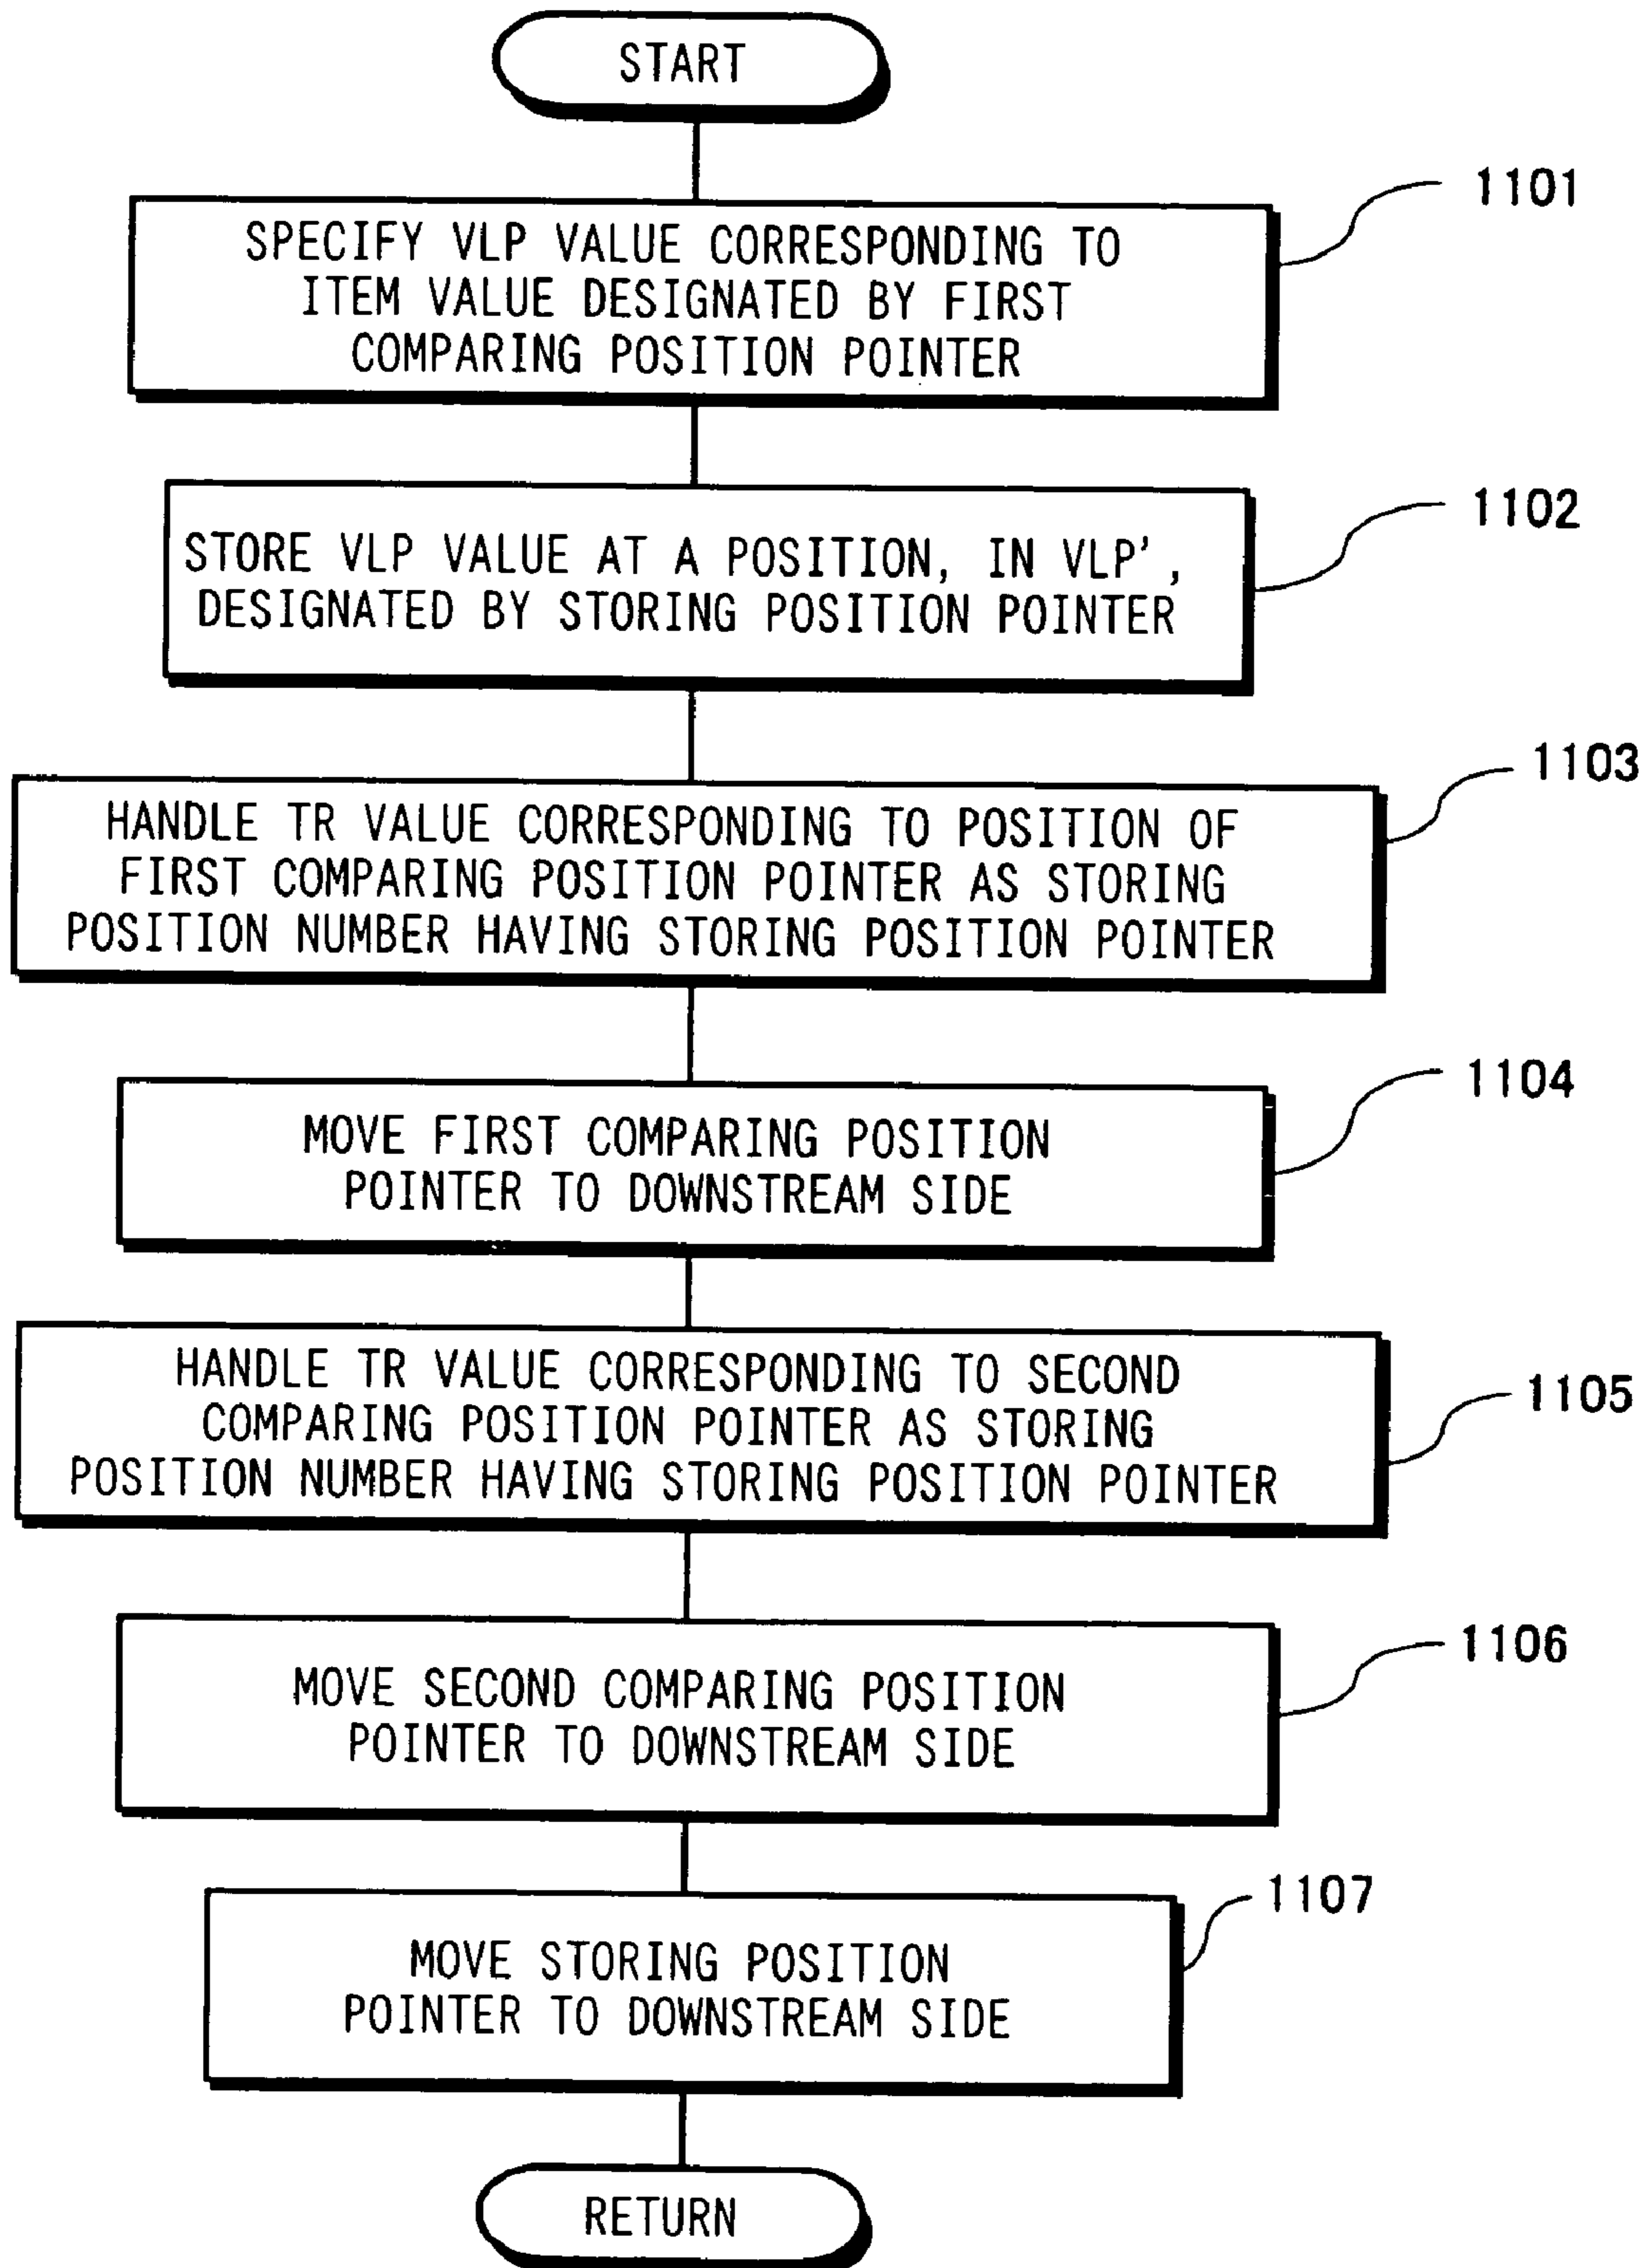 START
1101
SPECIFY VLP VALUE CORRESPONDING TO
ITEM VALUE DESIGNATED BY FIRST
COMPARING POSITION POINTER
1102
STORE VLP VALUE AT A POSITION, IN VLP',
DESIGNATED BY STORING POSITION POINTER
1103
HANDLE TR VALUE CORRESPONDING TO POSITION OF
FIRST COMPARING POSITION POINTER AS STORING
POSITION NUMBER HAVING STORING POSITION POINTER
1104
MOVE FIRST COMPARING POSITION
POINTER TO DOWNSTREAM SIDE
1105
HANDLE TR VALUE CORRESPONDING TO SECOND
COMPARING POSITION POINTER AS STORING
POSITION NUMBER HAVING STORING POSITION POINTER
1106
MOVE SECOND COMPARING POSITION
POINTER TO DOWNSTREAM SIDE
1107
MOVE STORING POSITION
POINTER TO DOWNSTREAM SIDE
RETURN